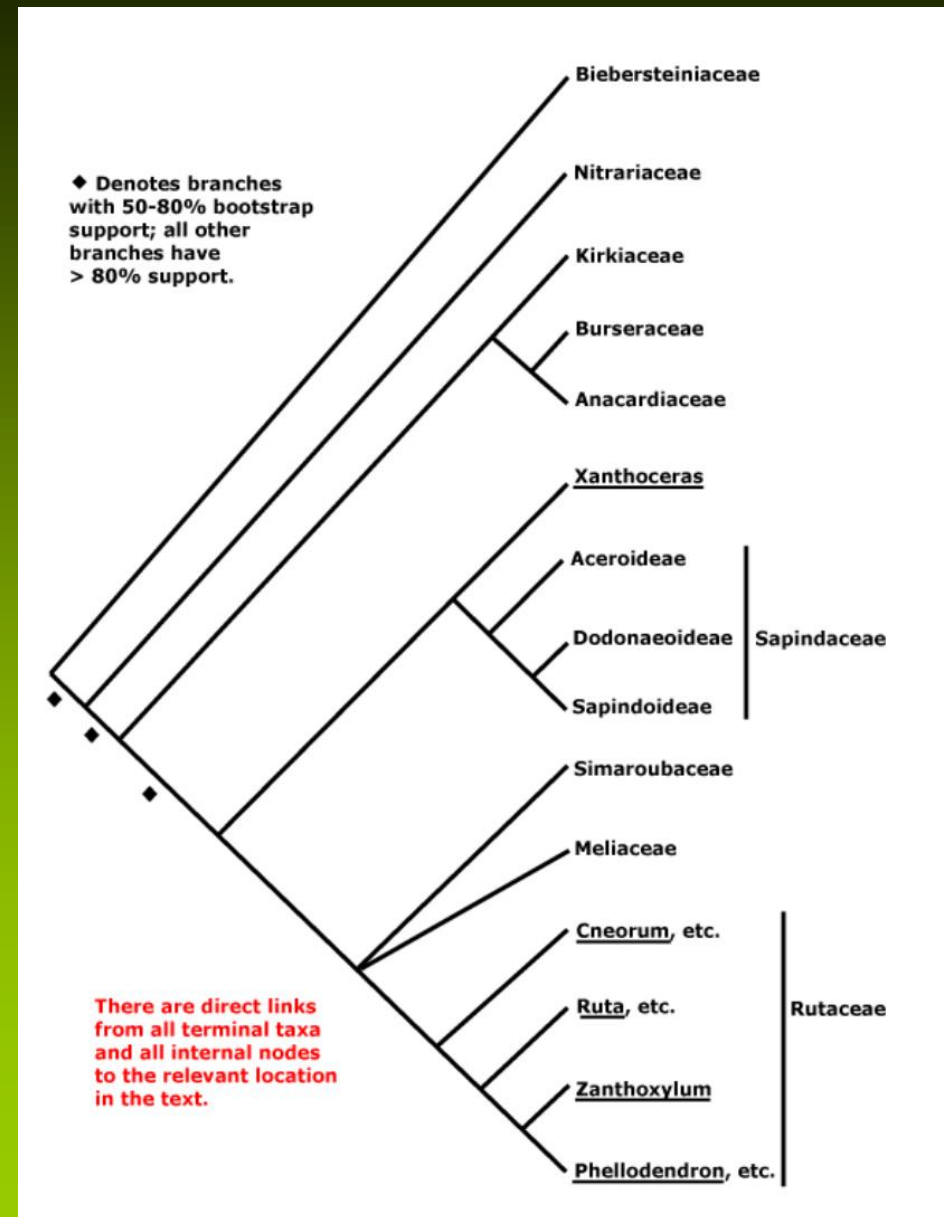 Biebersteiniaceae
Nitrariaceae
◆ Denotes branches
with 50-80% bootstrap
support; all other
branches have
> 80% support.
Kirkiaceae
Burseraceae
Anacardiaceae
Xanthoceras
Aceroideae
Dodonaeoideae
Sapindaceae
Sapindoideae
Simaroubaceae
Meliaceae
Cneorum, etc.
Ruta, etc.
Rutaceae
Zanthoxylum
Phellodendron, etc.
There are direct links
from all terminal taxa
and all internal nodes
to the relevant location
in the text.